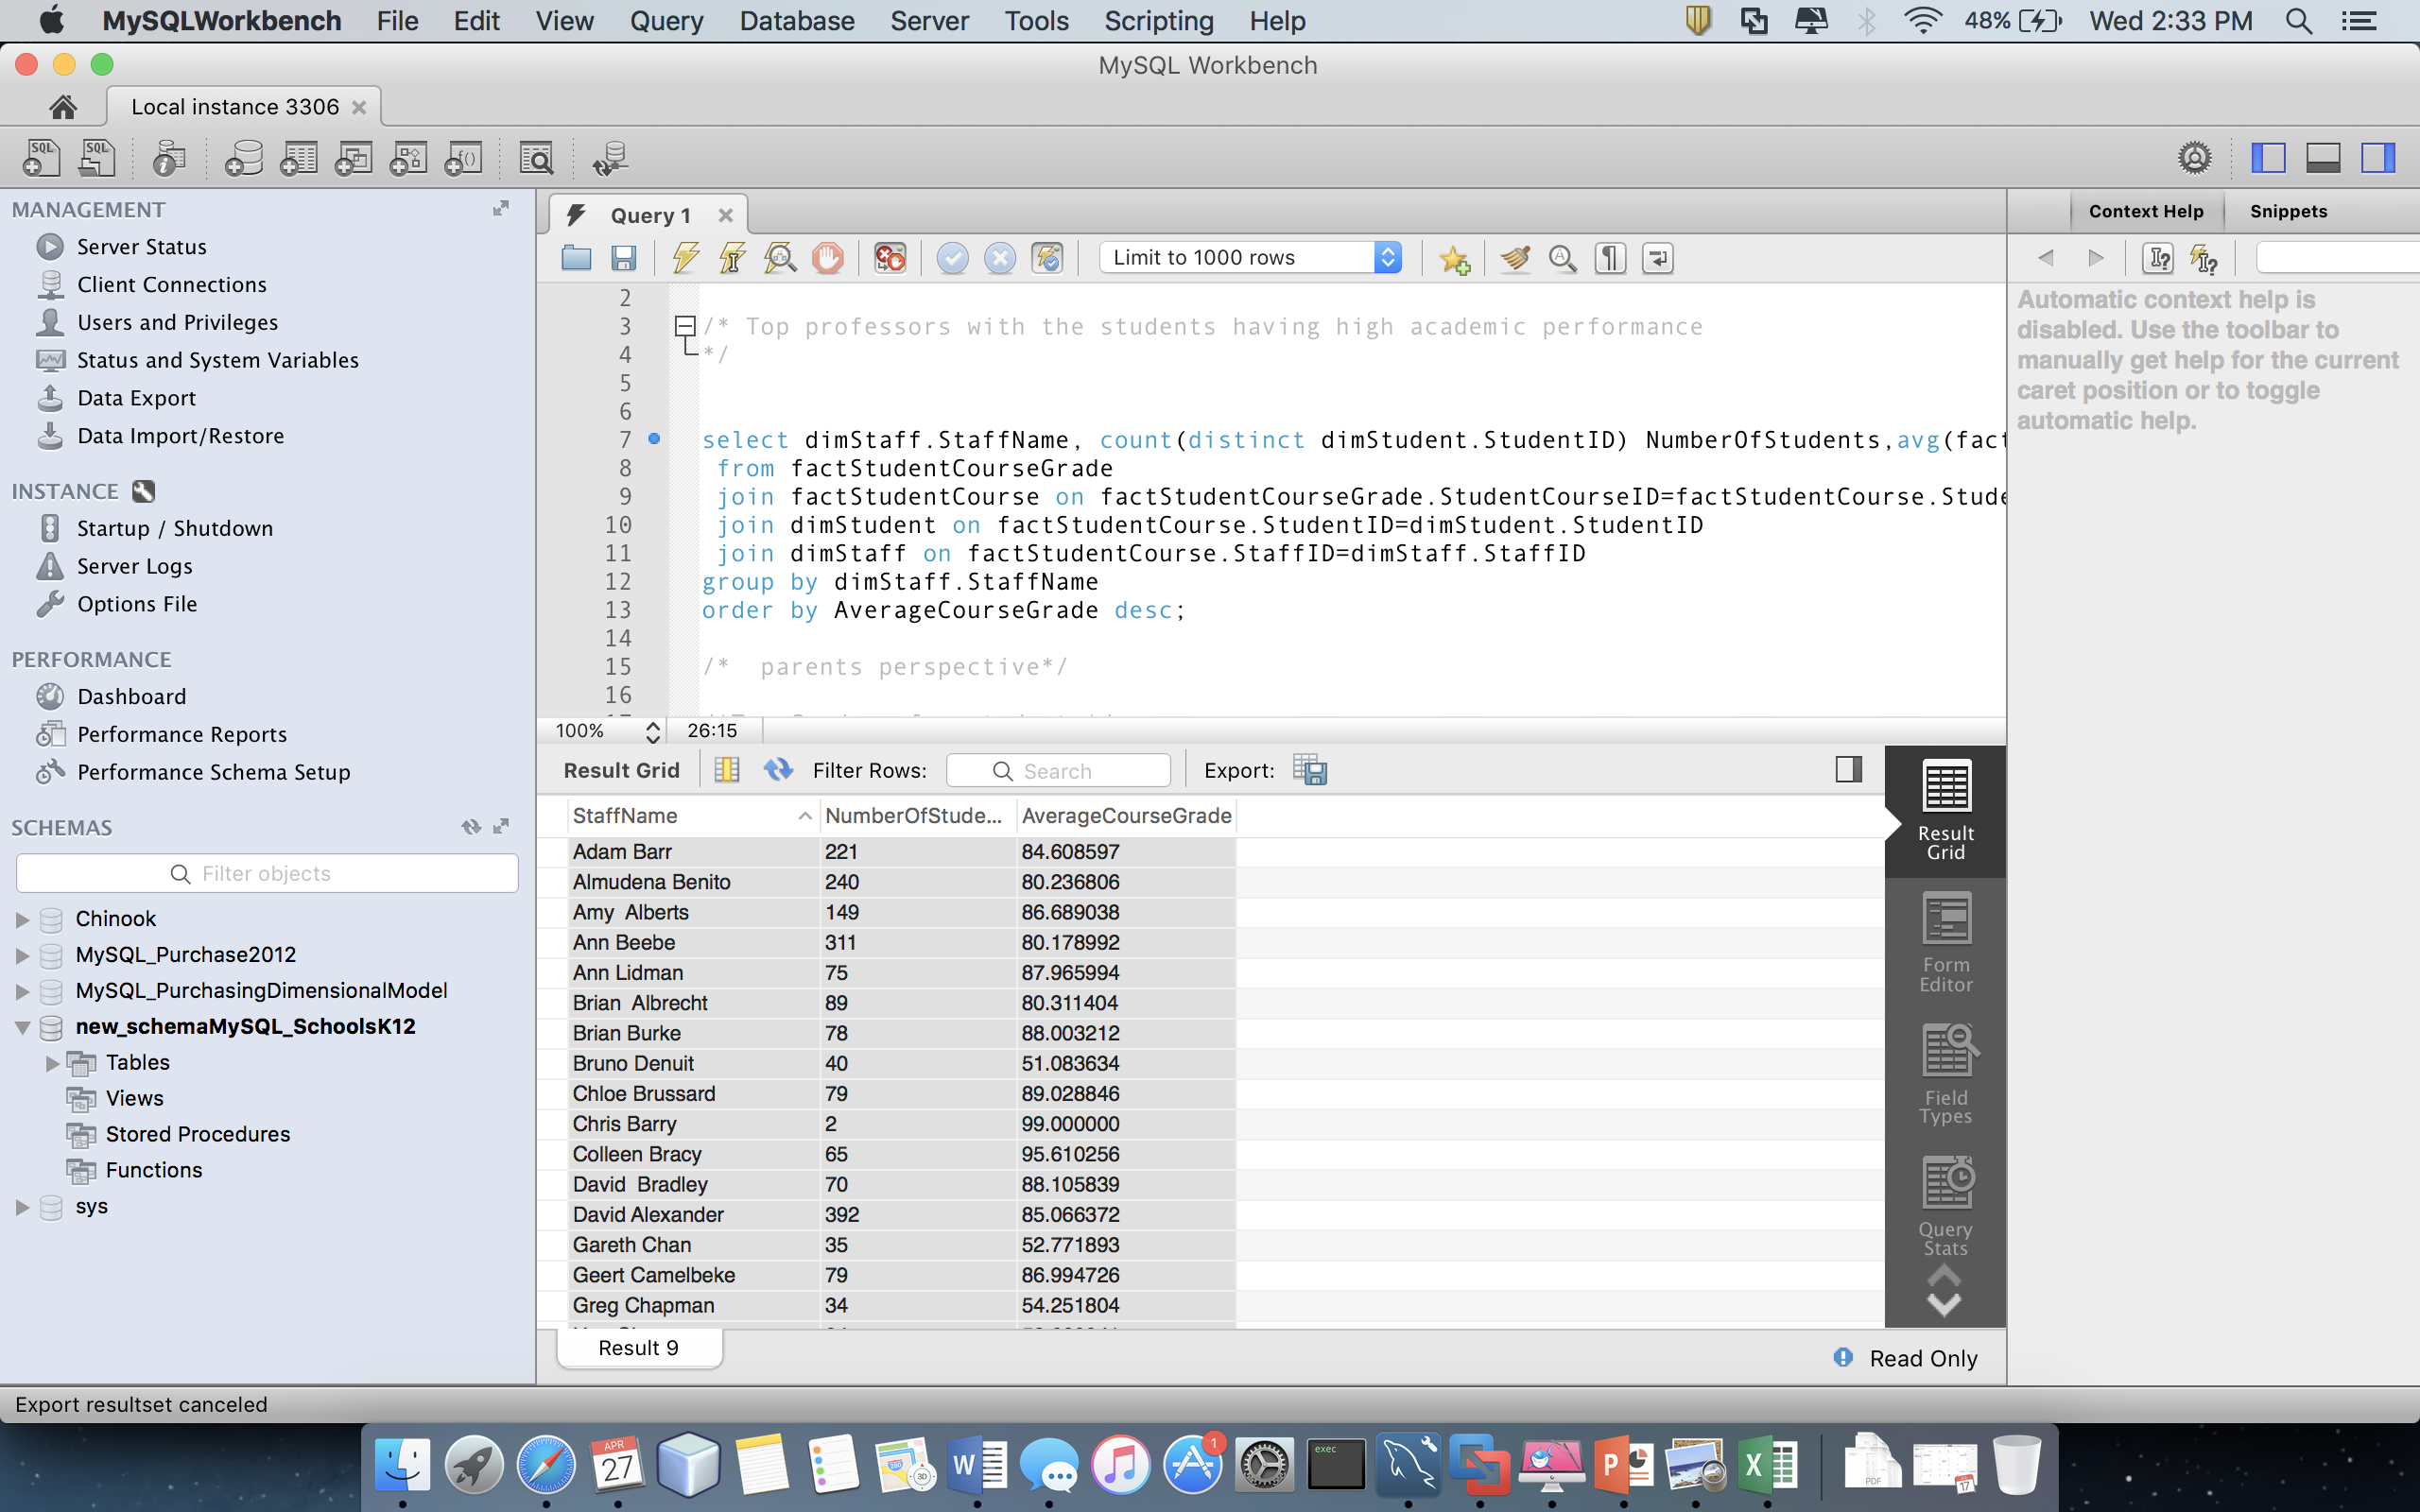 MySQLWorkbench File Edit View Query Database Server Tools Scripting Help 48% Wed 2:33 PM
MySQL Workbench
Local instance 3306
SQL SQL
MANAGEMENT
Server Status
Client Connections
Users and Privileges
Status and System Variables
Data Export
Data Import/Restore
INSTANCE
Startup / Shutdown
Server Logs
Options File
PERFORMANCE
Dashboard
Performance Reports
Performance Schema Setup
SCHEMAS
Filter objects
Chinook
MySQL_Purchase2012
MySQL_PurchasingDimensionalModel
new_schemaMySQL_SchoolsK12
Tables
Views
Stored Procedures
Functions
sys
Query 1
Limit to 1000 rows
2
3 /* Top professors with the students having high academic performance
4 */
5
6
7 select dimStaff.StaffName, count(distinct dimStudent.StudentID) NumberOfStudents,avg(fact
8 from factStudentCourseGrade
9 join factStudentCourse on factStudentCourseGrade.StudentCourseID=factStudentCourse.Stude
10 join dimStudent on factStudentCourse.StudentID=dimStudent.StudentID
11 join dimStaff on factStudentCourse.StaffID=dimStaff.StaffID
12 group by dimStaff.StaffName
13 order by AverageCourseGrade desc;
14
15 /*  parents perspective*/
16
100% 26:15
Result Grid Filter Rows: Search Export:
StaffName NumberOfStude... AverageCourseGrade
Adam Barr 221 84.608597
Almudena Benito 240 80.236806
Amy  Alberts 149 86.689038
Ann Beebe 311 80.178992
Ann Lidman 75 87.965994
Brian  Albrecht 89 80.311404
Brian Burke 78 88.003212
Bruno Denuit 40 51.083634
Chloe Brussard 79 89.028846
Chris Barry 2 99.000000
Colleen Bracy 65 95.610256
David  Bradley 70 88.105839
David Alexander 392 85.066372
Gareth Chan 35 52.771893
Geert Camelbeke 79 86.994726
Greg Chapman 34 54.251804
Result 9
Read Only
Result
Grid
Form
Editor
Field
Types
Query
Stats
Context Help Snippets
Automatic context help is
disabled. Use the toolbar to
manually get help for the current
caret position or to toggle
automatic help.
Export resultset canceled
APR
27
3D
W
1
exec
P
X
PDF
17